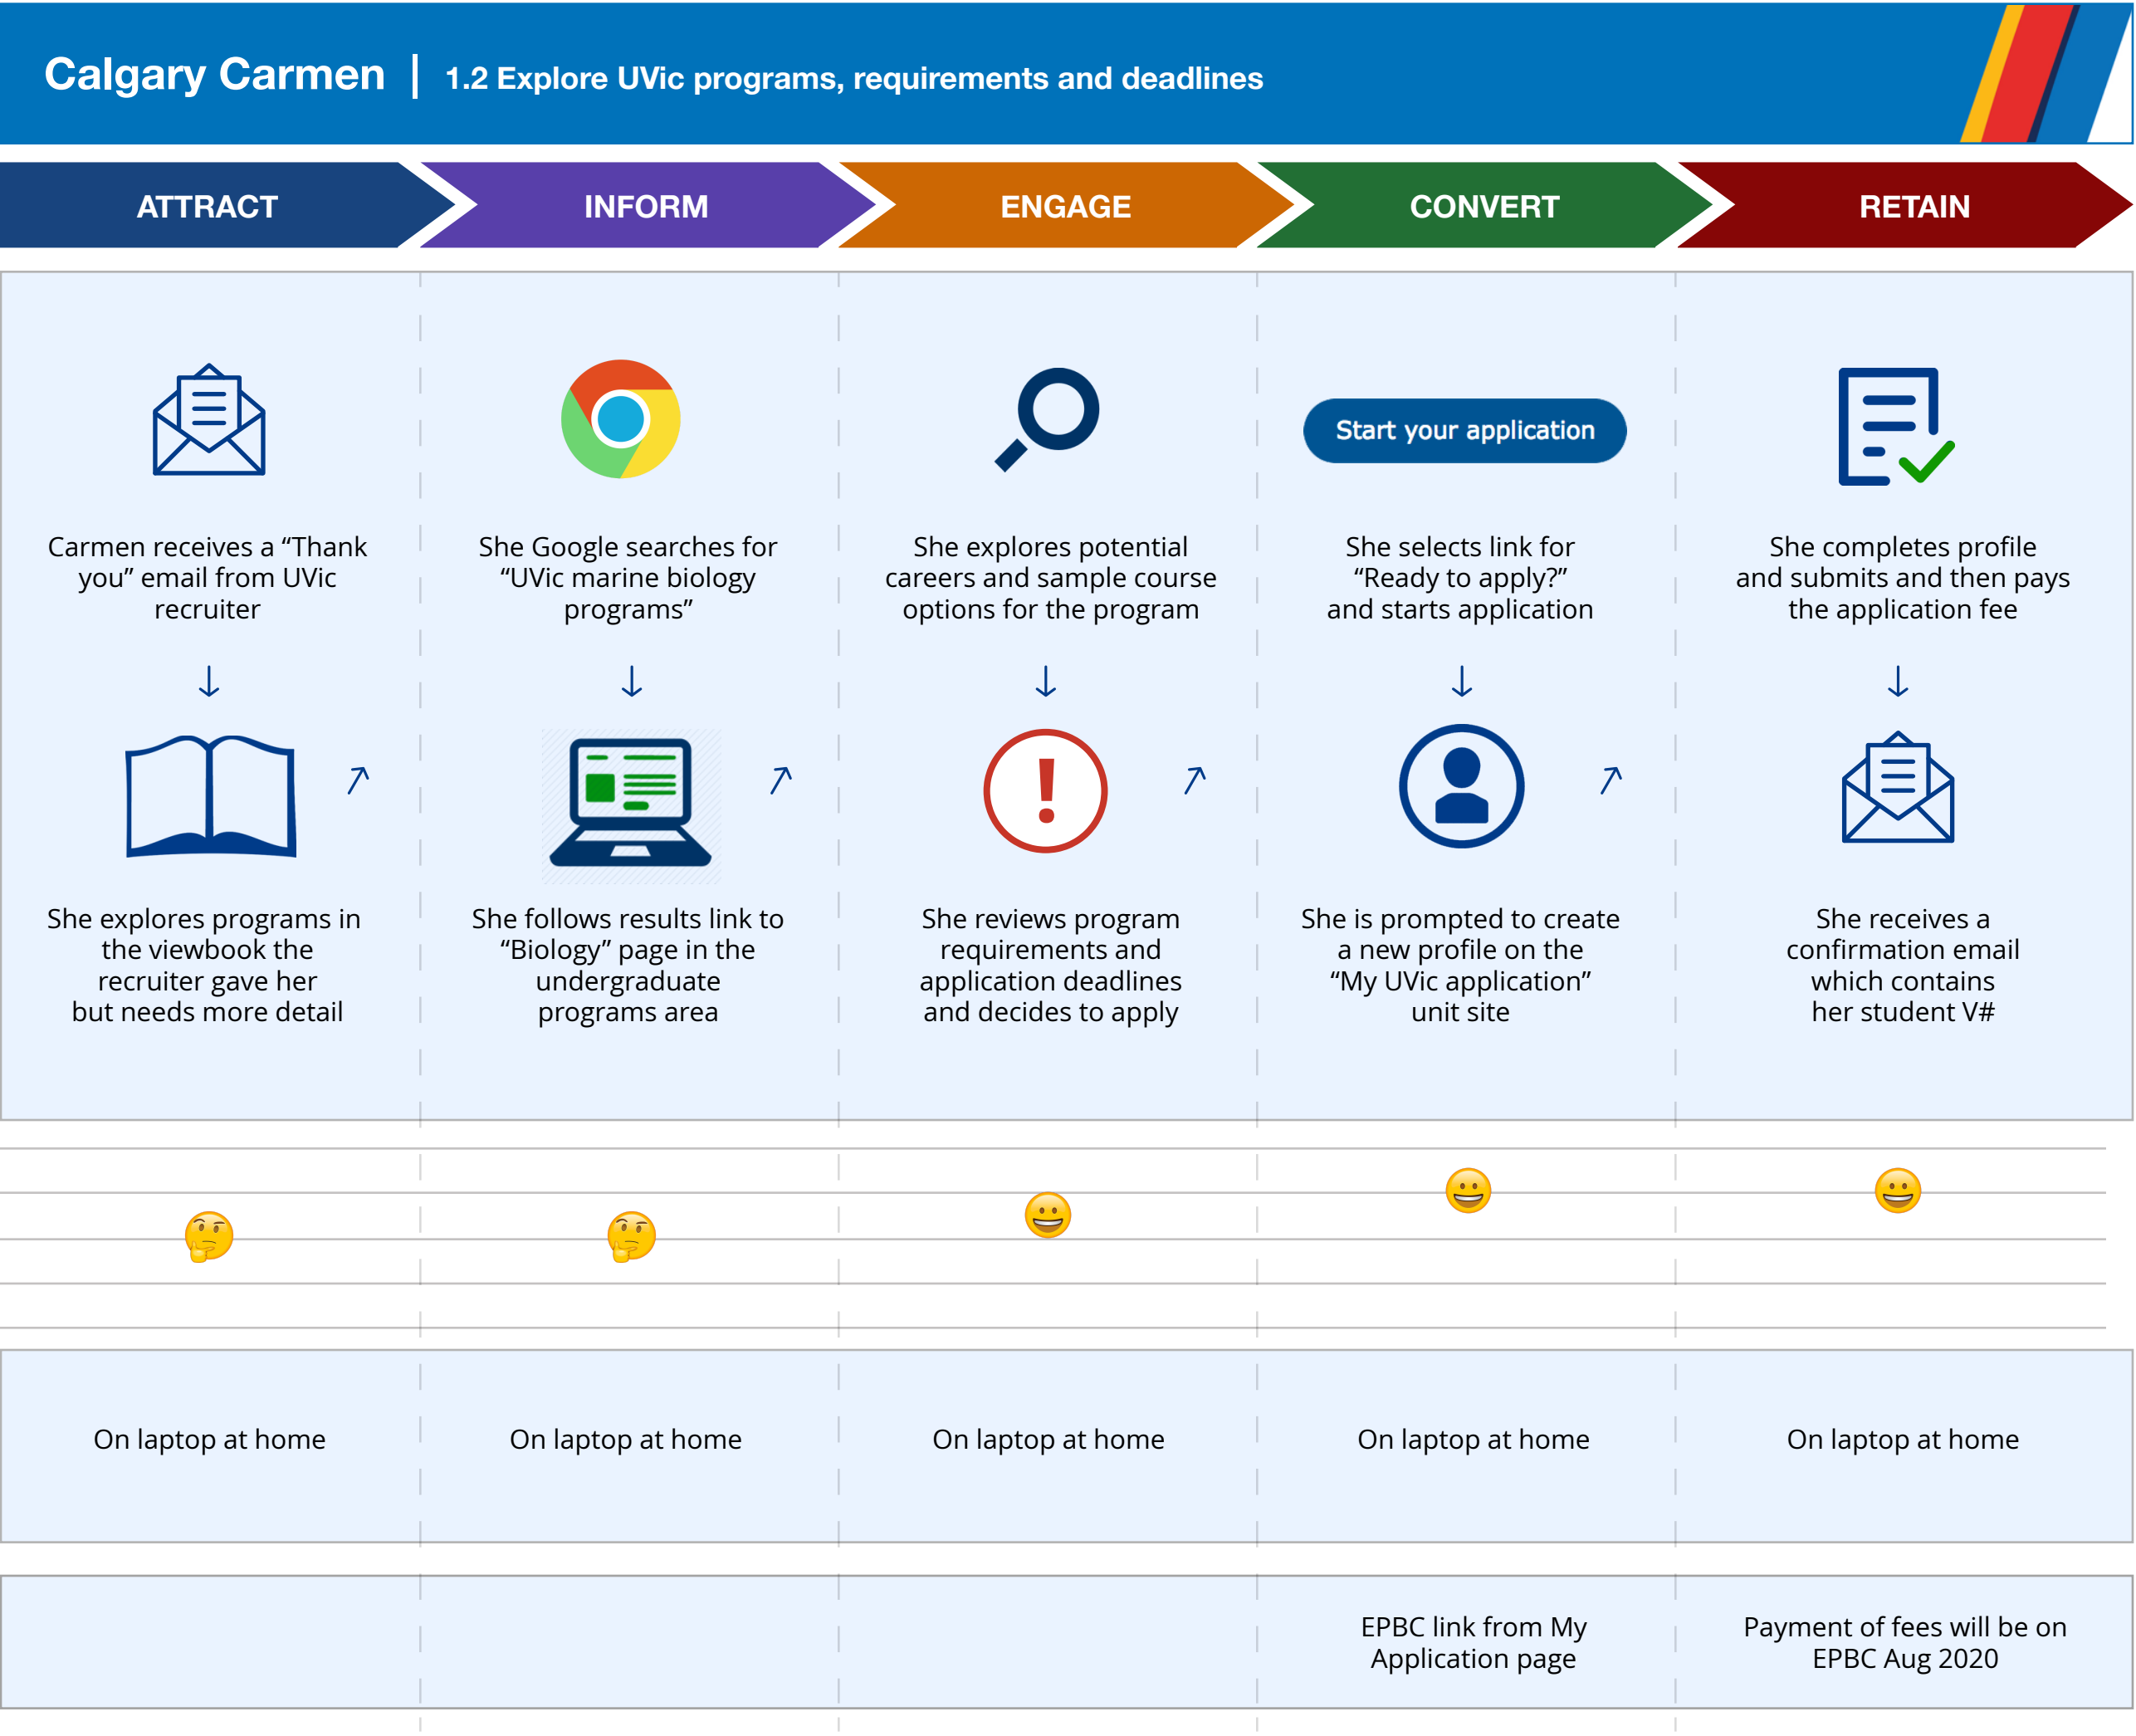 Calgary Carmen | 1.2 Explore UVic programs, requirements and deadlines
ATTRACT
INFORM
ENGAGE
CONVERT
RETAIN
Carmen receives a “Thank
you” email from UVic
recruiter
She explores programs in
the viewbook the
recruiter gave her
but needs more detail
She Google searches for
“UVic marine biology
programs”
She follows results link to
“Biology” page in the
undergraduate
programs area
She explores potential
careers and sample course
options for the program
She reviews program
requirements and
application deadlines
and decides to apply
Start your application
She selects link for
“Ready to apply?”
and starts application
She is prompted to create
a new profile on the
“My UVic application”
unit site
She completes profile
and submits and then pays
the application fee
She receives a
confirmation email
which contains
her student V#
On laptop at home
On laptop at home
On laptop at home
On laptop at home
On laptop at home
EPBC link from My
Application page
Payment of fees will be on
EPBC Aug 2020